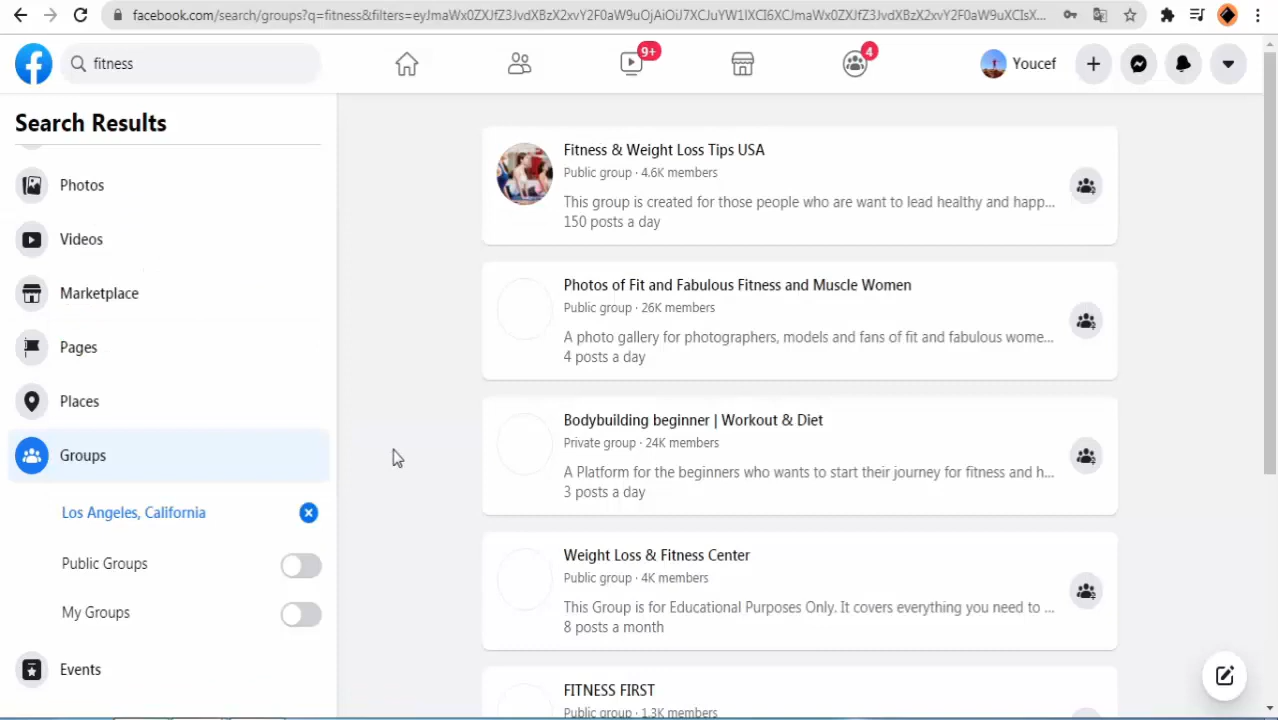 facebook.com/search/groups?q=fitness&filters=eyJmaWx0ZXJfZ3JvdXBzX2xvY2F0aW9uOjAiOiJ7XCJuYW1lXCI6XCJmaWx0ZXJfZ3JvdXBzX2xvY2F0aW9uXCIsX...
fitness
9+
4
Youcef
Search Results
Photos
Videos
Marketplace
Pages
Places
Groups
Los Angeles, California
Public Groups
My Groups
Events
Fitness & Weight Loss Tips USA
Public group · 4.6K members
This group is created for those people who are want to lead healthy and happ...
150 posts a day
Photos of Fit and Fabulous Fitness and Muscle Women
Public group · 26K members
A photo gallery for photographers, models and fans of fit and fabulous wome...
4 posts a day
Bodybuilding beginner | Workout & Diet
Private group · 24K members
A Platform for the beginners who wants to start their journey for fitness and h...
3 posts a day
Weight Loss & Fitness Center
Public group · 4K members
This Group is for Educational Purposes Only. It covers everything you need to ...
8 posts a month
FITNESS FIRST
Public group · 1.3K members